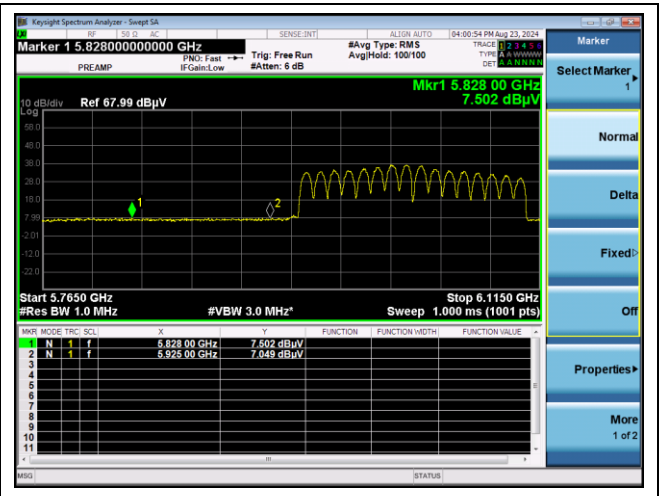 Keysight Spectrum Analyzer - Swept SA
RF 50 Ω AC SENSE:INT ALIGN AUTO 04:00:54 PM Aug 23, 2024
Marker 1 5.828000000000 GHz
PREAMP
PNO: Fast
IFGain:Low
Trig: Free Run
#Atten: 6 dB
#Avg Type: RMS
Avg|Hold: 100/100
TRACE 1 2 3 4 5 6
TYPE A A W W W W
DET A A N N N N
Mkr1 5.828 00 GHz
7.502 dBµV
10 dB/div Ref 67.99 dBµV
Log
58.0
48.0
38.0
28.0
18.0
7.99
-2.01
-12.0
-22.0
1
2
Start 5.7650 GHz Stop 6.1150 GHz
#Res BW 1.0 MHz #VBW 3.0 MHz* Sweep 1.000 ms (1001 pts)
MKR MODE TRC SCL X Y FUNCTION FUNCTION WIDTH FUNCTION VALUE
1 N 1 f 5.828 00 GHz 7.502 dBµV
2 N 1 f 5.925 00 GHz 7.049 dBµV
3
4
5
6
7
8
9
10
11
MSG STATUS
Marker
Select Marker
1
Normal
Delta
Fixed
Off
Properties
More
1 of 2